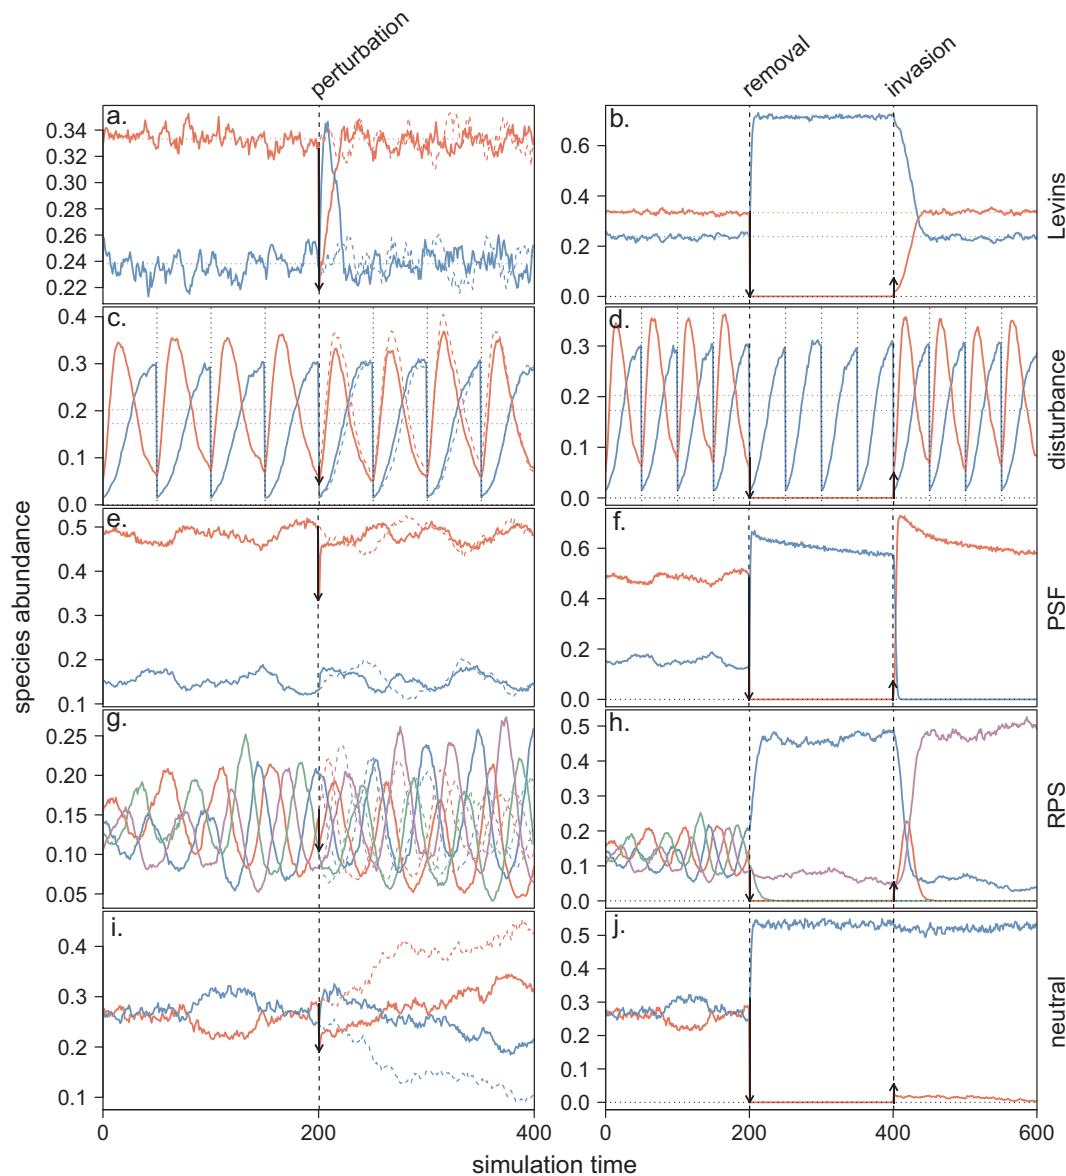 perturbation
removal
invasion
a.
0.34
0.32
0.30
0.28
0.26
0.24
0.22
b.
0.6
0.4
0.2
0.0
Levins
c.
0.4
0.3
0.2
0.1
0.0
d.
0.3
0.2
0.1
0.0
disturbance
species abundance
e.
0.5
0.4
0.3
0.2
0.1
f.
0.6
0.4
0.2
0.0
PSF
g.
0.25
0.20
0.15
0.10
0.05
h.
0.5
0.4
0.3
0.2
0.1
0.0
RPS
i.
0.4
0.3
0.2
0.1
j.
0.5
0.4
0.3
0.2
0.1
0.0
neutral
0 200 400
0 200 400 600
simulation time